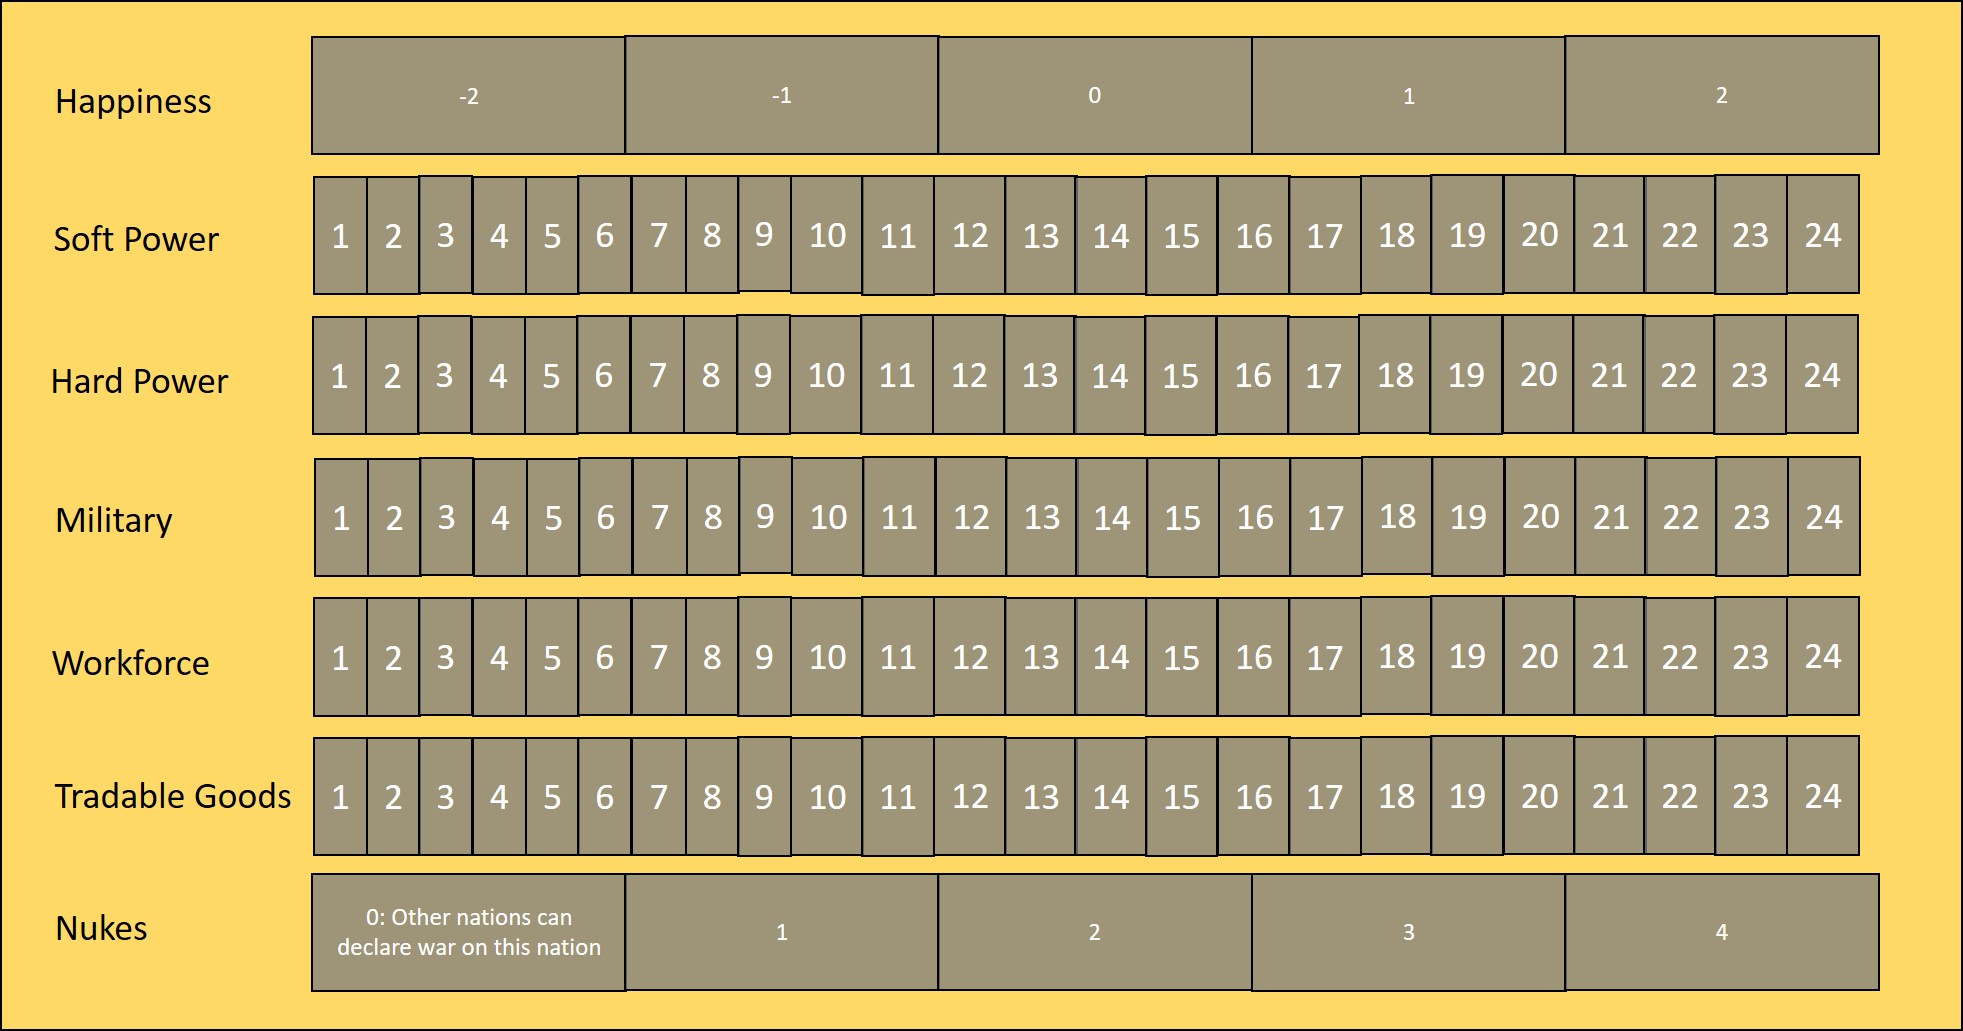 Happiness -2 -1 0 1 2
Soft Power 1 2 3 4 5 6 7 8 9 10 11 12 13 14 15 16 17 18 19 20 21 22 23 24
Hard Power 1 2 3 4 5 6 7 8 9 10 11 12 13 14 15 16 17 18 19 20 21 22 23 24
Military 1 2 3 4 5 6 7 8 9 10 11 12 13 14 15 16 17 18 19 20 21 22 23 24
Workforce 1 2 3 4 5 6 7 8 9 10 11 12 13 14 15 16 17 18 19 20 21 22 23 24
Tradable Goods 1 2 3 4 5 6 7 8 9 10 11 12 13 14 15 16 17 18 19 20 21 22 23 24
Nukes
0: Other nations can
declare war on this nation
1 2 3 4